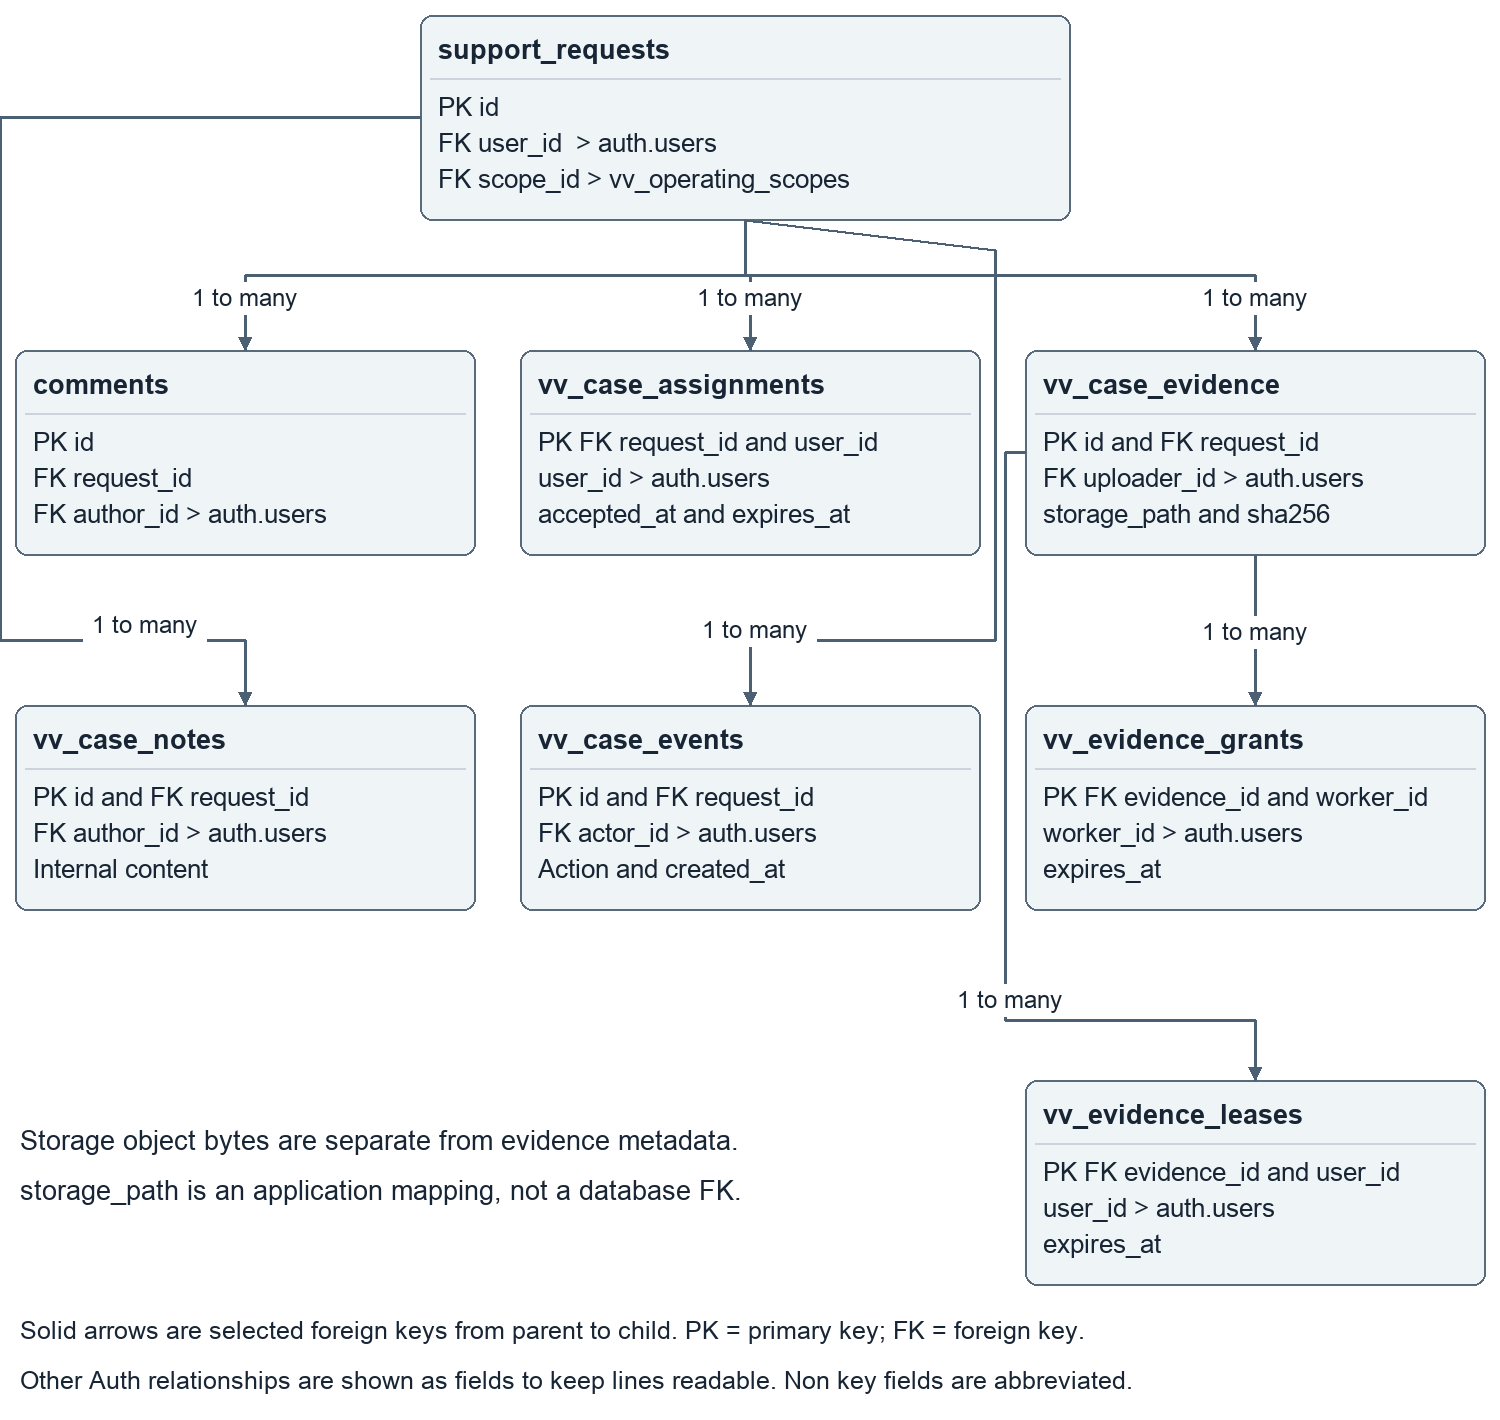 support_requests
PK id
FK user_id  > auth.users
FK scope_id > vv_operating_scopes
1 to many
1 to many
1 to many
comments
PK id
FK request_id
FK author_id > auth.users
vv_case_assignments
PK FK request_id and user_id
user_id > auth.users
accepted_at and expires_at
vv_case_evidence
PK id and FK request_id
FK uploader_id > auth.users
storage_path and sha256
1 to many
1 to many
1 to many
vv_case_notes
PK id and FK request_id
FK author_id > auth.users
Internal content
vv_case_events
PK id and FK request_id
FK actor_id > auth.users
Action and created_at
vv_evidence_grants
PK FK evidence_id and worker_id
worker_id > auth.users
expires_at
1 to many
vv_evidence_leases
PK FK evidence_id and user_id
user_id > auth.users
expires_at
Storage object bytes are separate from evidence metadata.
storage_path is an application mapping, not a database FK.
Solid arrows are selected foreign keys from parent to child. PK = primary key; FK = foreign key.
Other Auth relationships are shown as fields to keep lines readable. Non key fields are abbreviated.